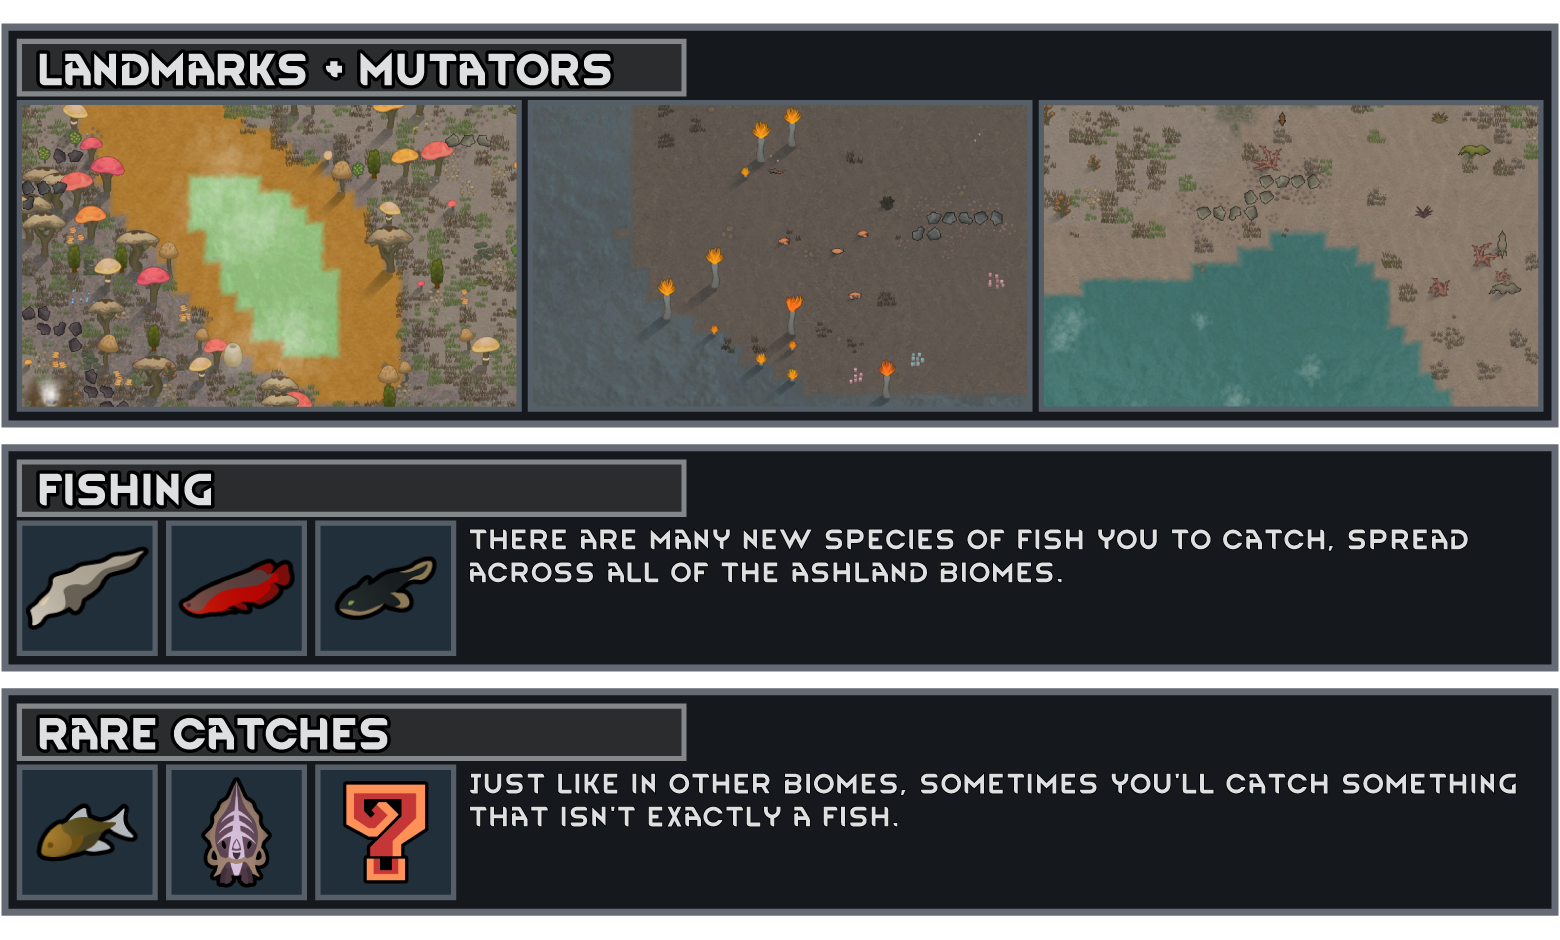 LANDMARKS + MUTATORS
FISHING
THERE ARE MANY NEW SPECIES OF FISH YOU TO CATCH, SPREAD
ACROSS ALL OF THE ASHLAND BIOMES.
RARE CATCHES
JUST LIKE IN OTHER BIOMES, SOMETIMES YOU'LL CATCH SOMETHING
THAT ISN'T EXACTLY A FISH.
?